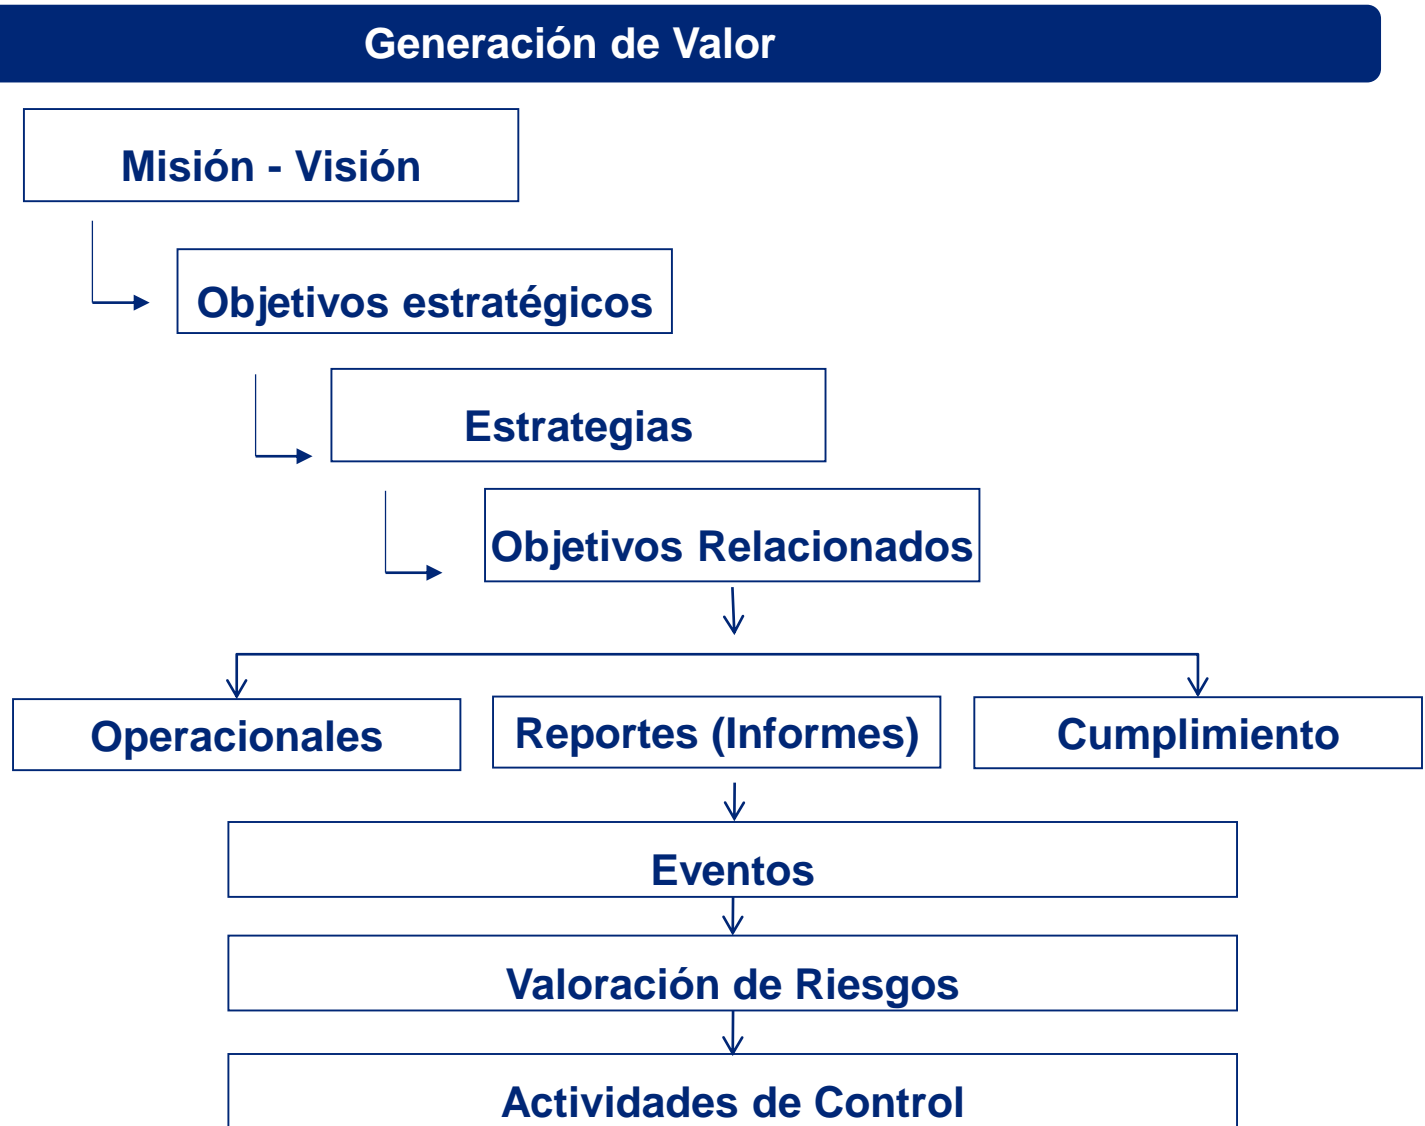 Generación de Valor
Misión - Visión
Objetivos estratégicos
Estrategias
Objetivos Relacionados
Operacionales
Reportes (Informes)
Cumplimiento
Eventos
Valoración de Riesgos
Actividades de Control